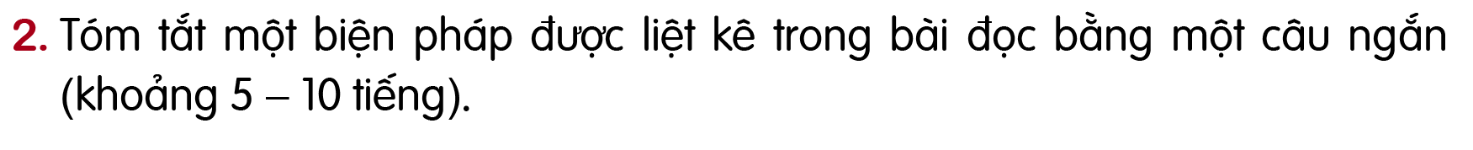 2. Tóm tắt một biện pháp được liệt kê trong bài đọc bằng một câu ngắn
(khoảng 5 – 10 tiếng).